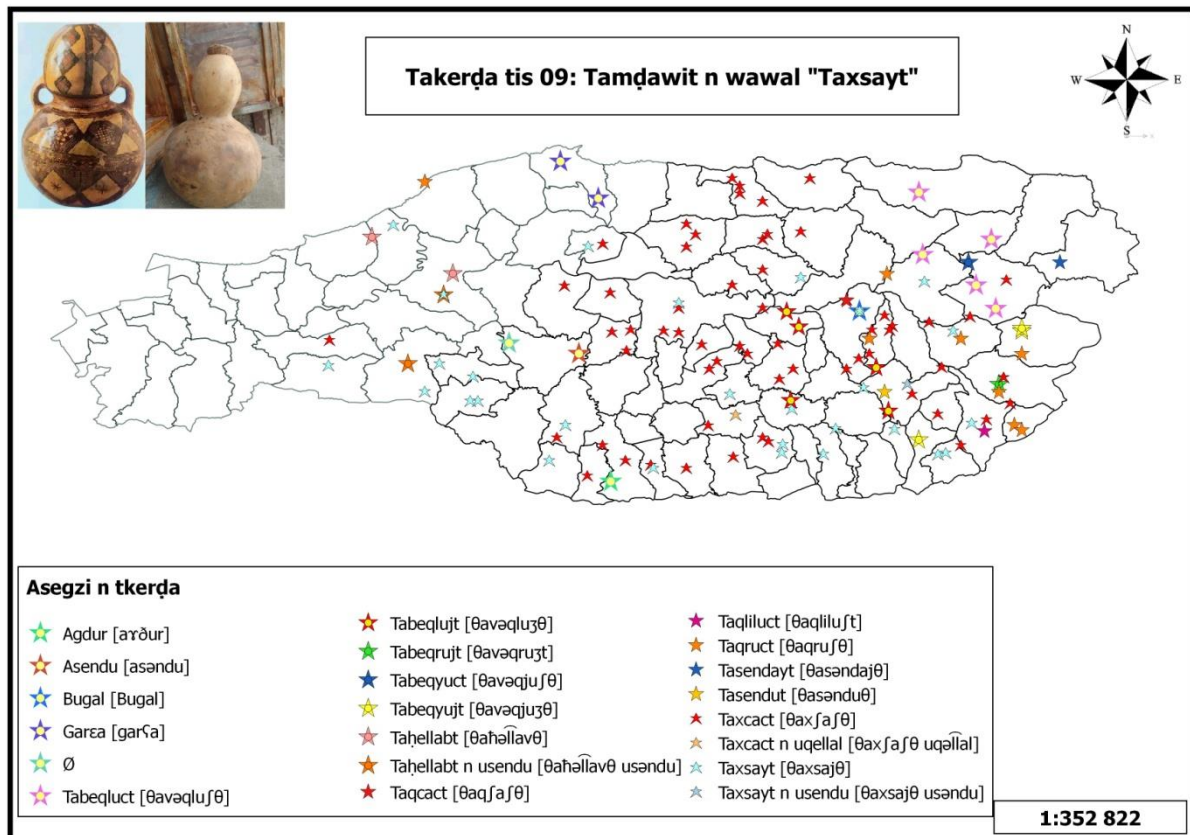 Takerḍa tis 09: Tamḍawit n wawal "Taxsayt"
N
W
E
S
Asegzi n tkerḍa
Agdur [aɤður]
Asendu [asəndu]
Bugal [Bugal]
Garɛa [garʕa]
Ø
Tabeqluct [θavəqluʃθ]
Tabeqlujt [θavəqluʒθ]
Tabeqrujt [θavəqruʒt]
Tabeqyuct [θavəqjuʃθ]
Tabeqyujt [θavəqjuʒθ]
Taḥellabt [θaħəl͡lavθ]
Taḥellabt n usendu [θaħəl͡lavθ usəndu]
Taqcact [θaqʃaʃθ]
Taqliluct [θaqliluʃt]
Taqruct [θaqruʃθ]
Tasendayt [θasəndajθ]
Tasendut [θasənduθ]
Taxcact [θaxʃaʃθ]
Taxcact n uqellal [θaxʃaʃθ uqəl͡lal]
Taxsayt [θaxsajθ]
Taxsayt n usendu [θaxsajθ usəndu]
1:352 822